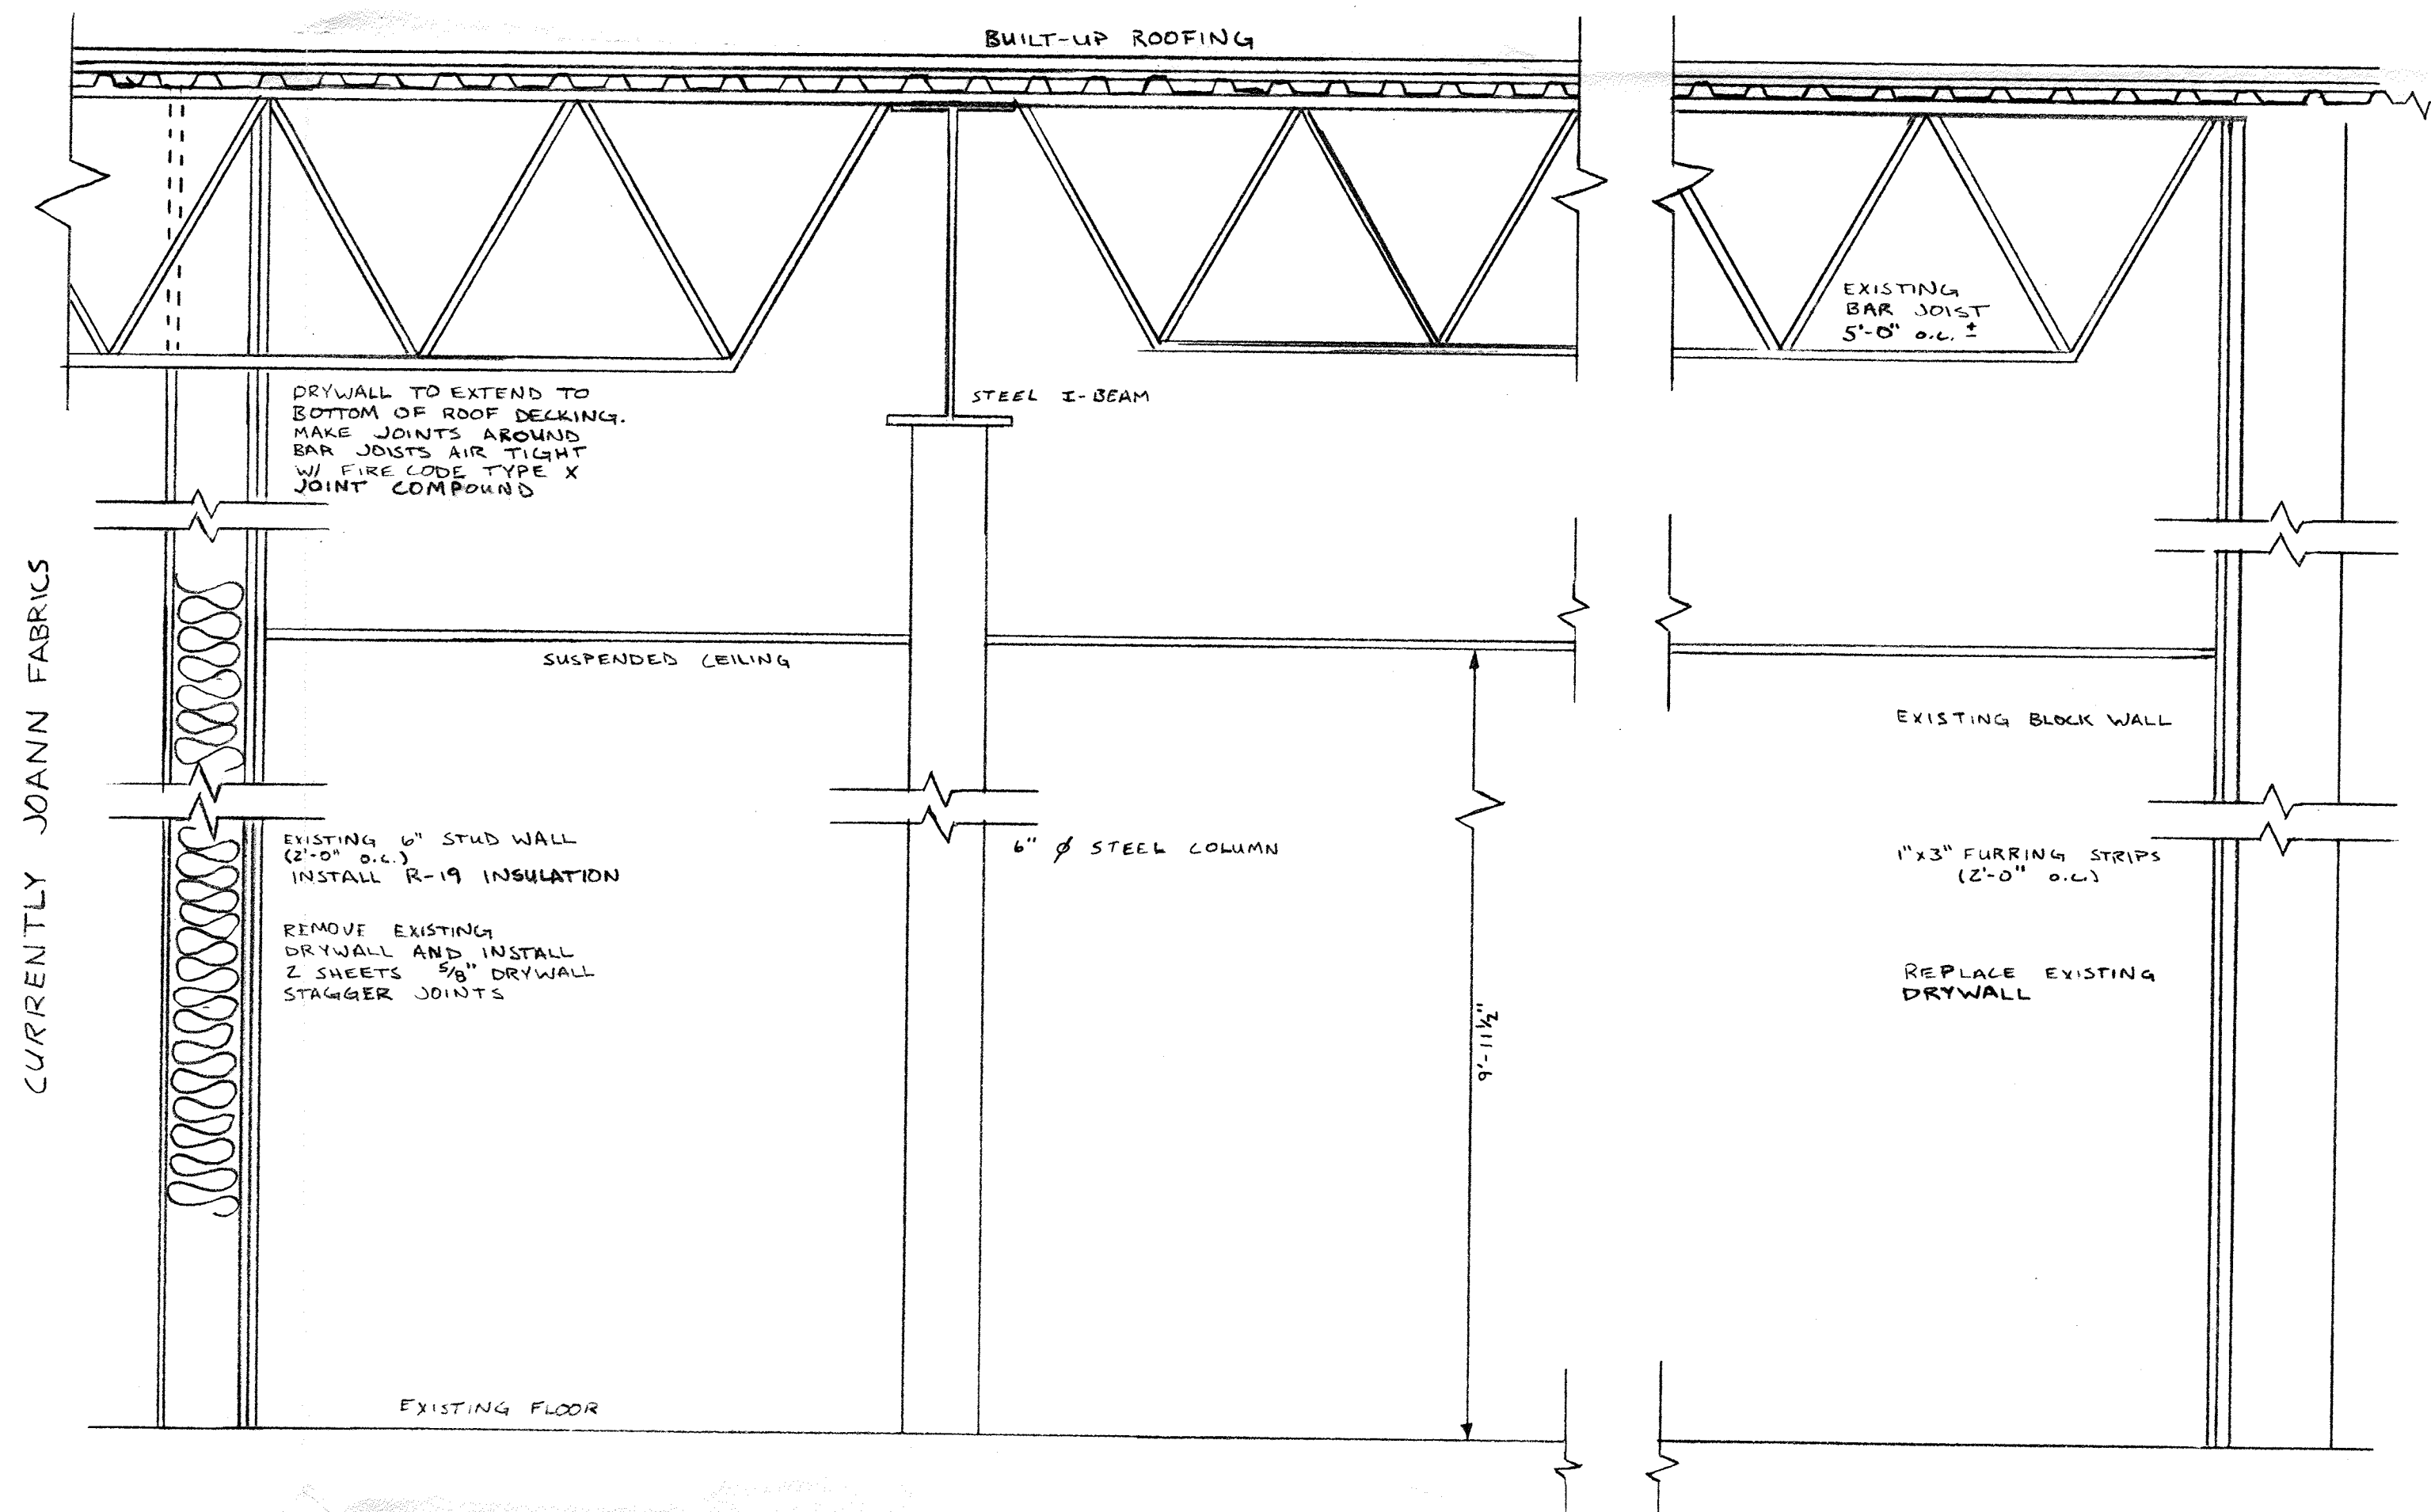 BUILT-UP ROOFING
EXISTING
BAR JOIST
5'-0" o.c. ±
DRYWALL TO EXTEND TO
BOTTOM OF ROOF DECKING.
MAKE JOINTS AROUND
BAR JOISTS AIR TIGHT
W/ FIRE CODE TYPE X
JOINT COMPOUND
STEEL I-BEAM
CURRENTLY JOANN FABRICS
SUSPENDED CEILING
EXISTING BLOCK WALL
EXISTING 6" STUD WALL
(2'-0" o.c.)
INSTALL R-19 INSULATION
6" ϕ STEEL COLUMN
1"x3" FURRING STRIPS
(2'-0" o.c.)
REMOVE EXISTING
DRYWALL AND INSTALL
2 SHEETS 5/8" DRYWALL
STAGGER JOINTS
REPLACE EXISTING
DRYWALL
9'-11½"
EXISTING FLOOR